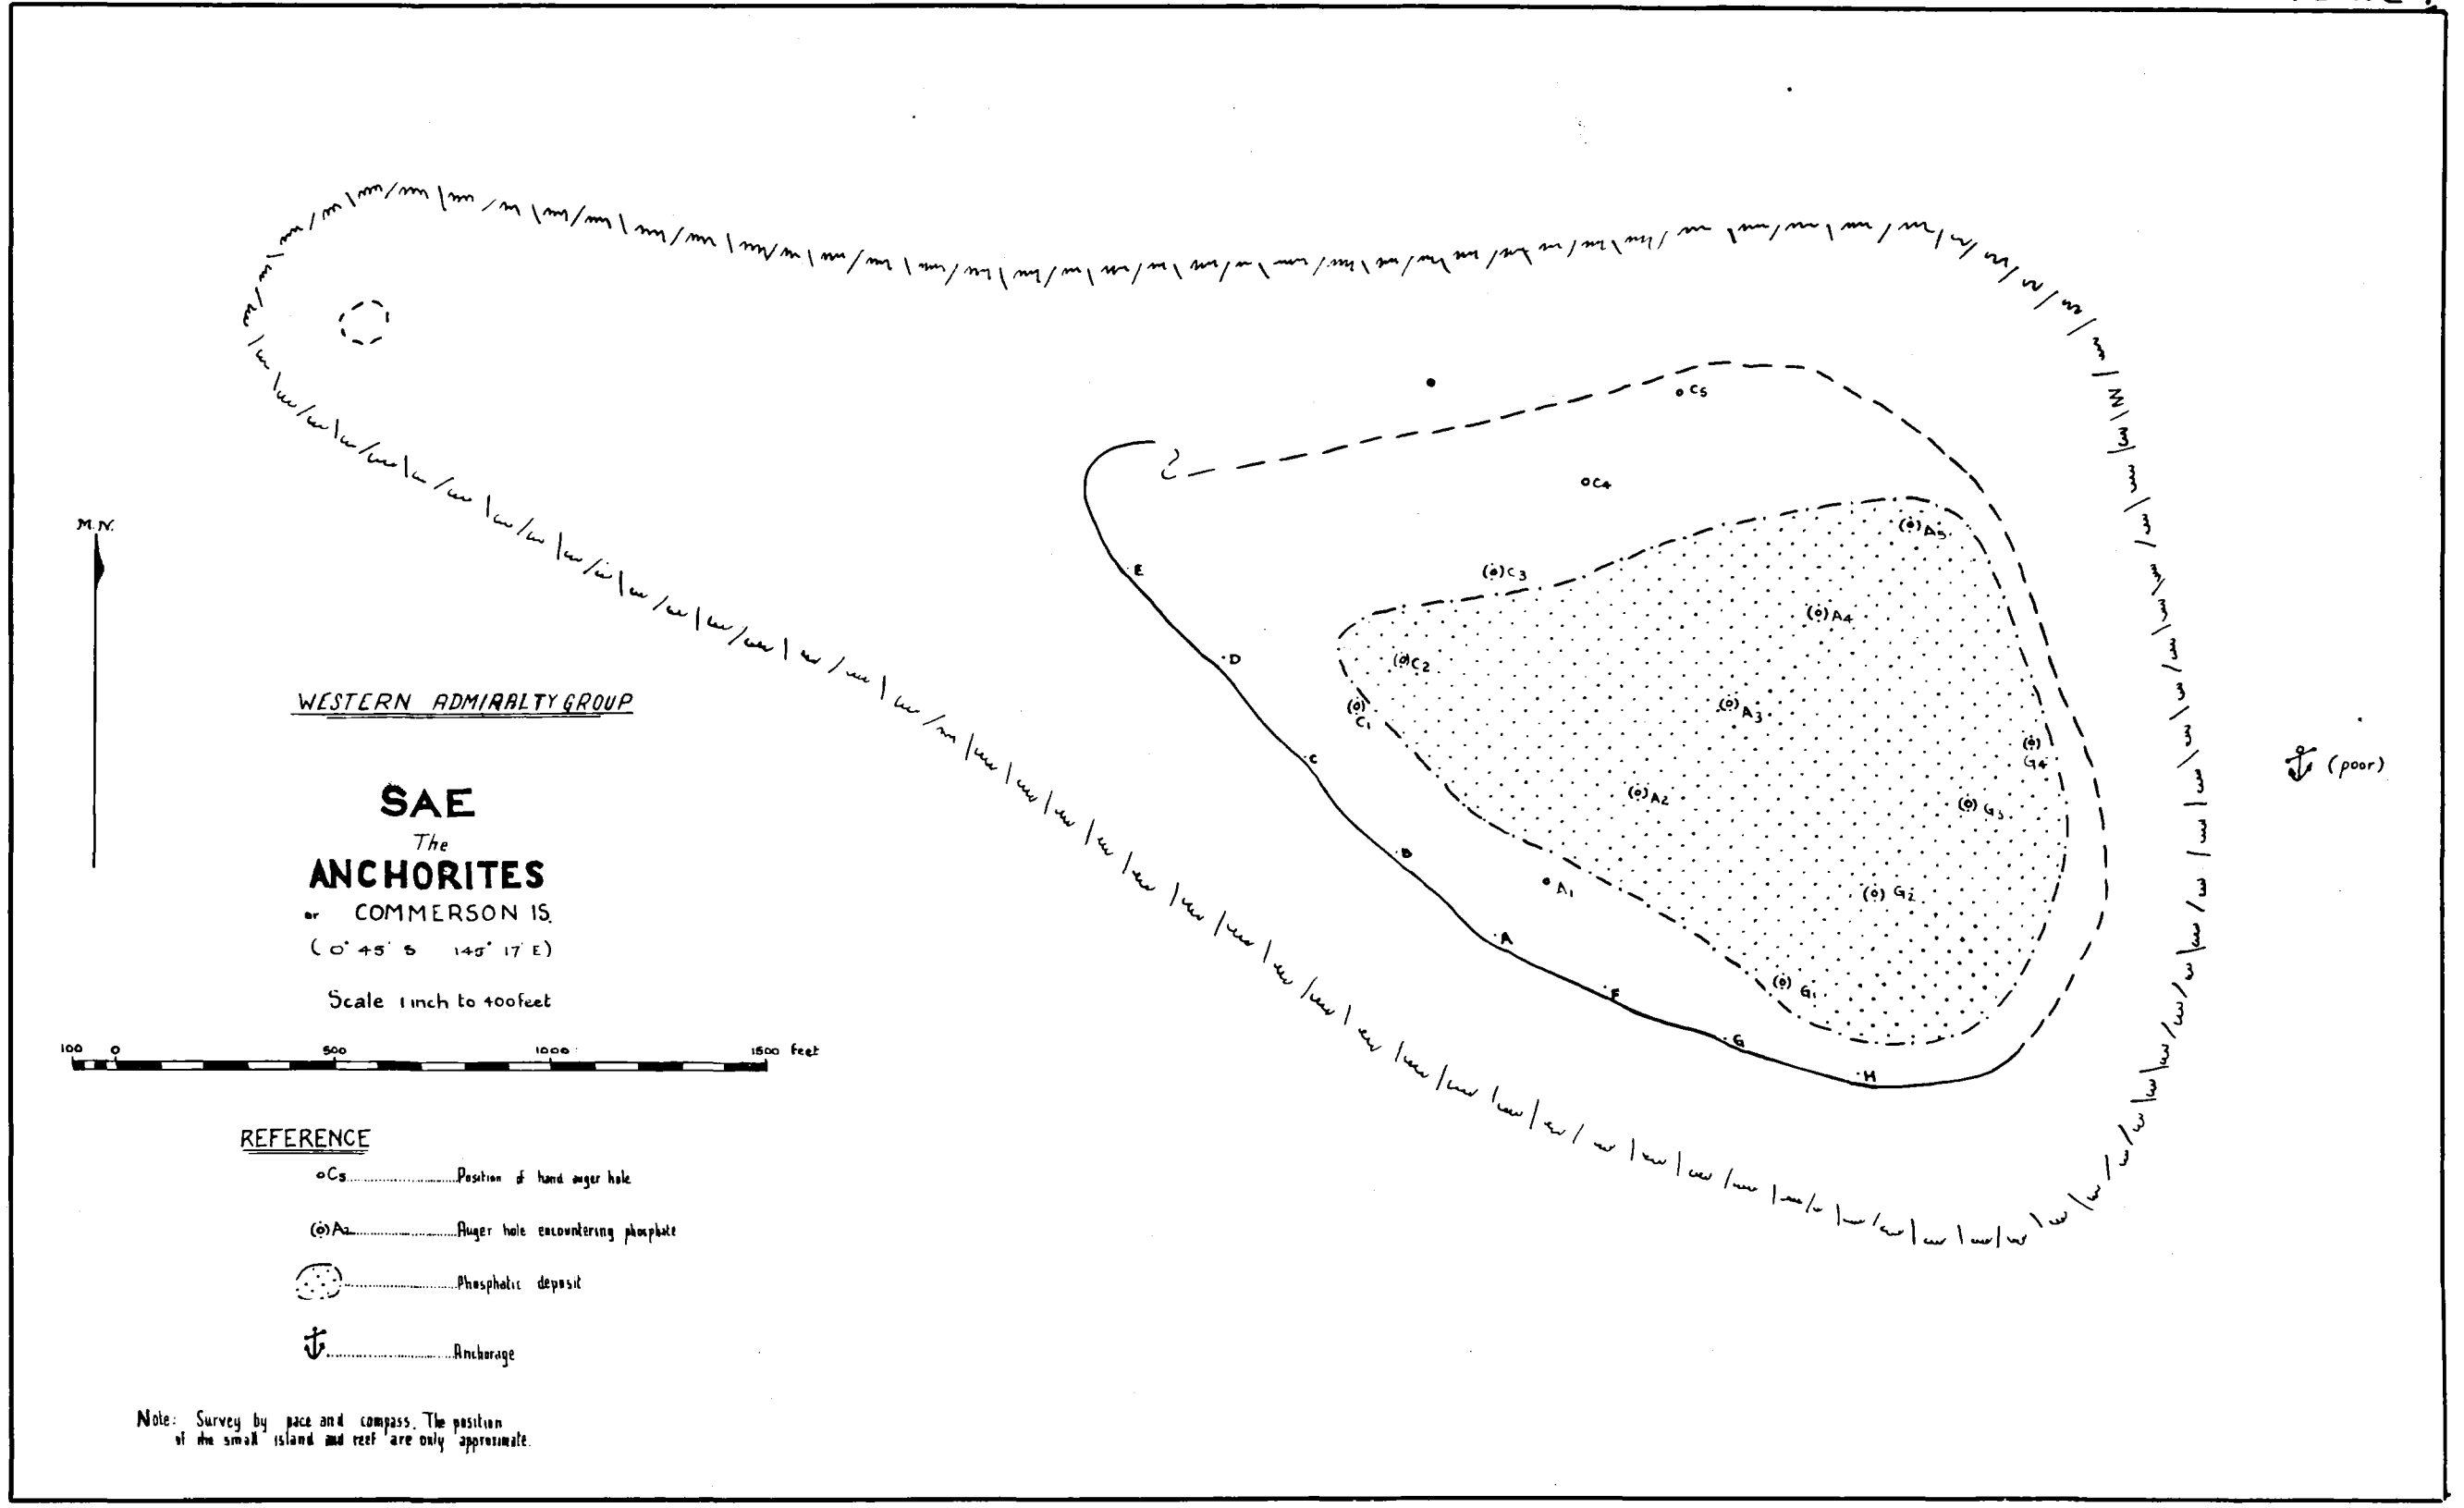 C5
?
C4
A5
M.N.
E
C3
A4
D
C2
WESTERN ADMIRALTY GROUP
C1
A3
C
G4
(poor)
SAE
The
A2
G3
ANCHORITES
B
A1
G2
or COMMERSON IS.
A
(0° 45' S 145° 17' E)
G1
F
Scale 1 inch to 400 feet
G
100 0 500 1000 1500 feet
H
REFERENCE
C5 Position of hand auger hole
A2 Auger hole encountering phosphate
Phosphatic deposit
Anchorage
Note: Survey by pace and compass. The position
of the small island and reef are only approximate.